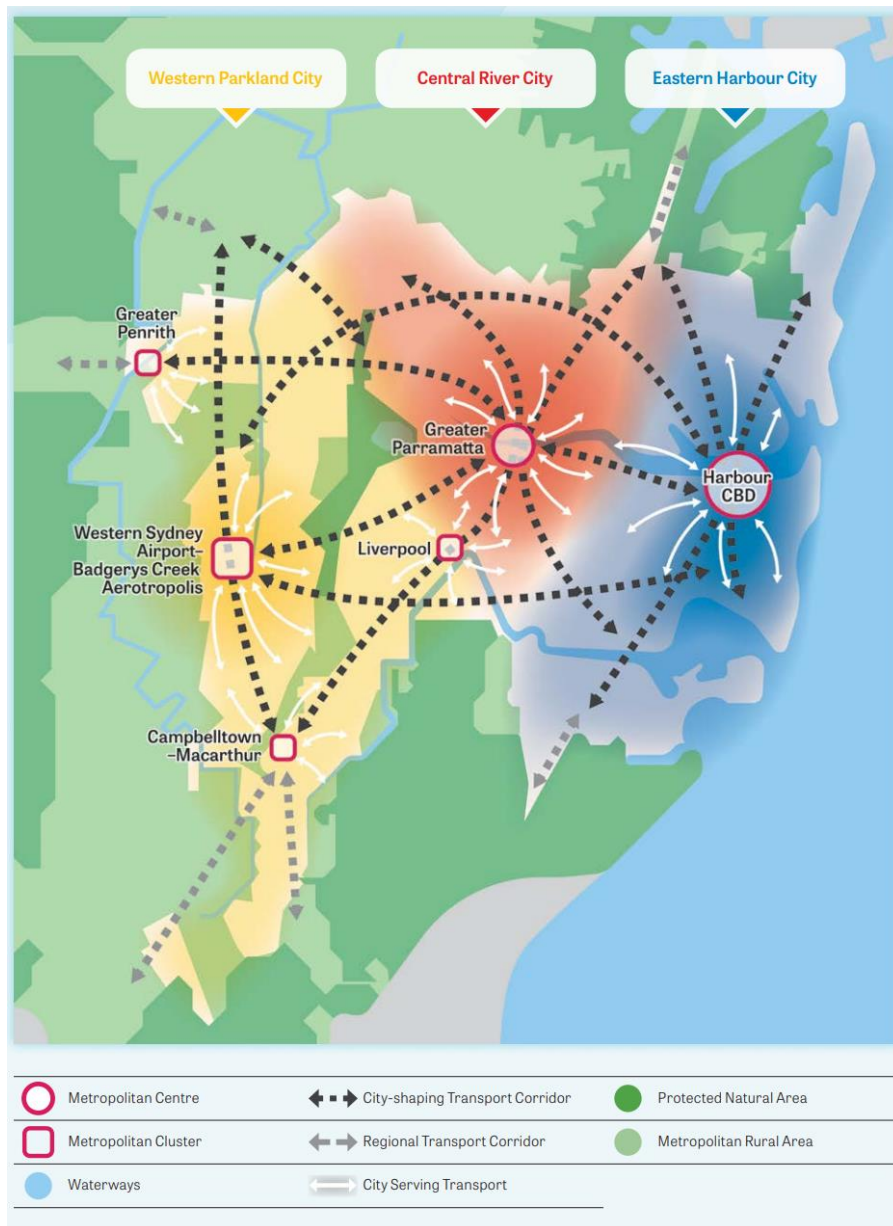 Western Parkland City
Central River City
Eastern Harbour City
Greater
Penrith
Greater
Parramatta
Harbour
CBD
Western Sydney
Airport–
Badgerys Creek
Aerotropolis
Liverpool
Campbelltown
–Macarthur
Metropolitan Centre
City-shaping Transport Corridor
Protected Natural Area
Metropolitan Cluster
Regional Transport Corridor
Metropolitan Rural Area
Waterways
City Serving Transport